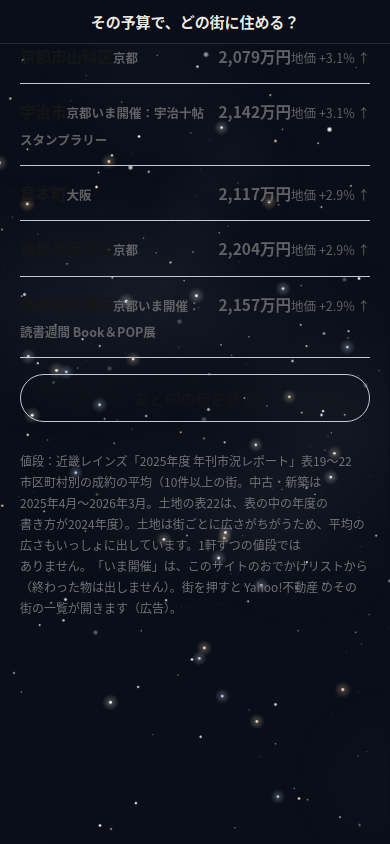 その予算で、どの街に住める？
京都市山科区京都 2,079万円地価 +3.1% ↑
宇治市京都いま開催：宇治十帖スタンプラリー 2,142万円地価 +3.1% ↑
大阪 2,117万円地価 +2.9% ↑
京都 2,204万円地価 +2.9% ↑
京都いま開催：読書週間 Book＆POP展 2,157万円地価 +2.9% ↑
値段：近畿レインズ「2025年度 年刊市況レポート」表19〜22
市区町村別の成約の平均（10件以上の街。中古・新築は
2025年4月〜2026年3月。土地の表22は、表の中の年度の
書き方が2024年度）。土地は街ごとに広さがちがうため、平均の
広さもいっしょに出しています。1軒ずつの値段では
ありません。「いま開催」は、このサイトのおでかけリストから
（終わった物は出しません）。街を押すと Yahoo!不動産 のその
街の一覧が開きます（広告）。